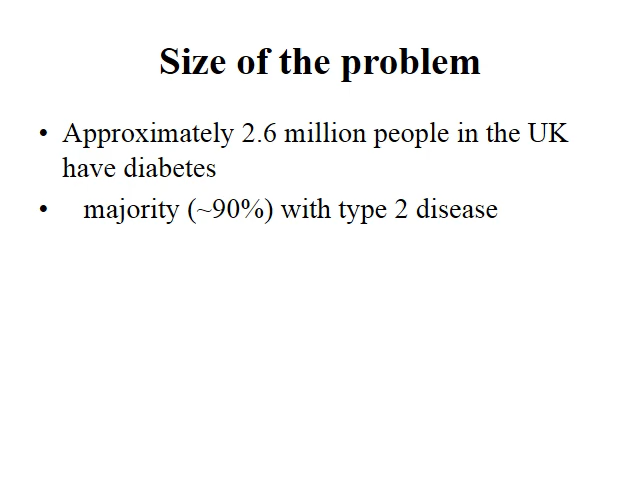 Size of the problem
• Approximately 2.6 million people in the UK
have diabetes
• majority (~90%) with type 2 disease